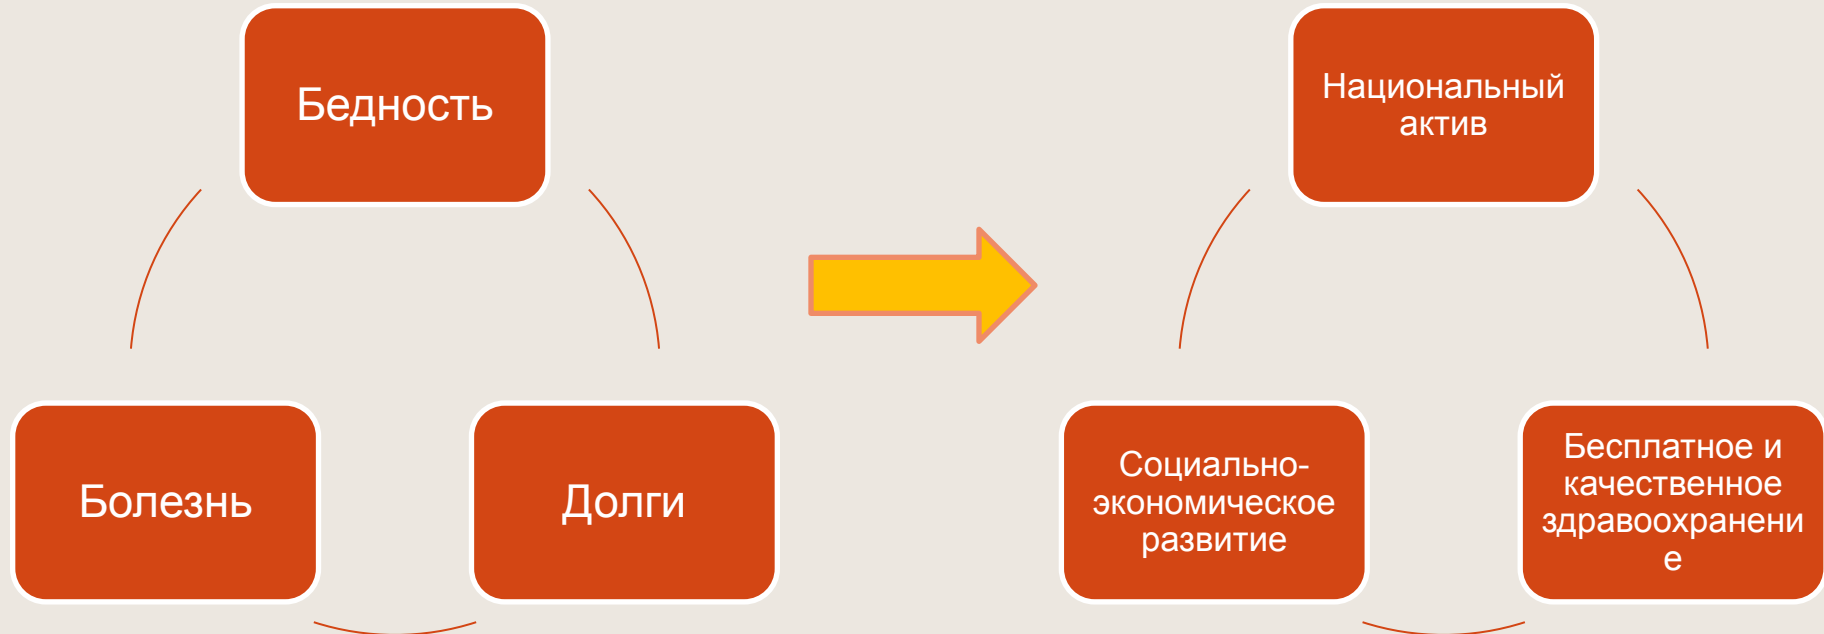 Бедность
Болезнь
Долги
Национальный
актив
Социально-
экономическое
развитие
Бесплатное и
качественное
здравоохранени
е